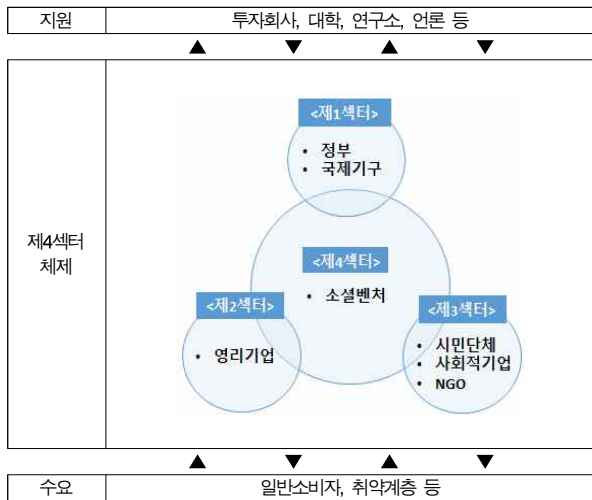 지원 투자회사, 대학, 연구소, 언론 등
▲ ▼ ▲ ▼
제4섹터
체제
<제1섹터>
• 정부
• 국제기구
<제4섹터>
• 소셜벤처
<제2섹터>
• 영리기업
<제3섹터>
• 시민단체
• 사회적기업
• NGO
▲ ▼ ▲ ▼
수요 일반소비자, 취약계층 등